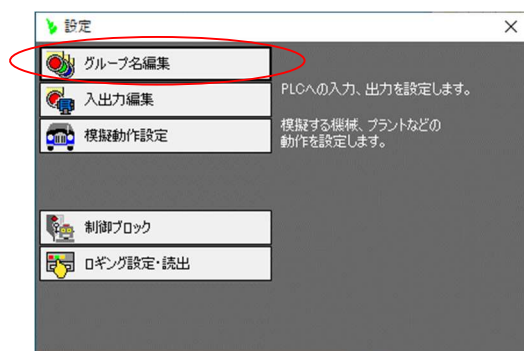 設定
グループ名編集
入出力編集
PLCへの入力、出力を設定します。
模擬動作設定
模擬する機械、プラントなどの
動作を設定します。
制御ブロック
ロギング設定・読出